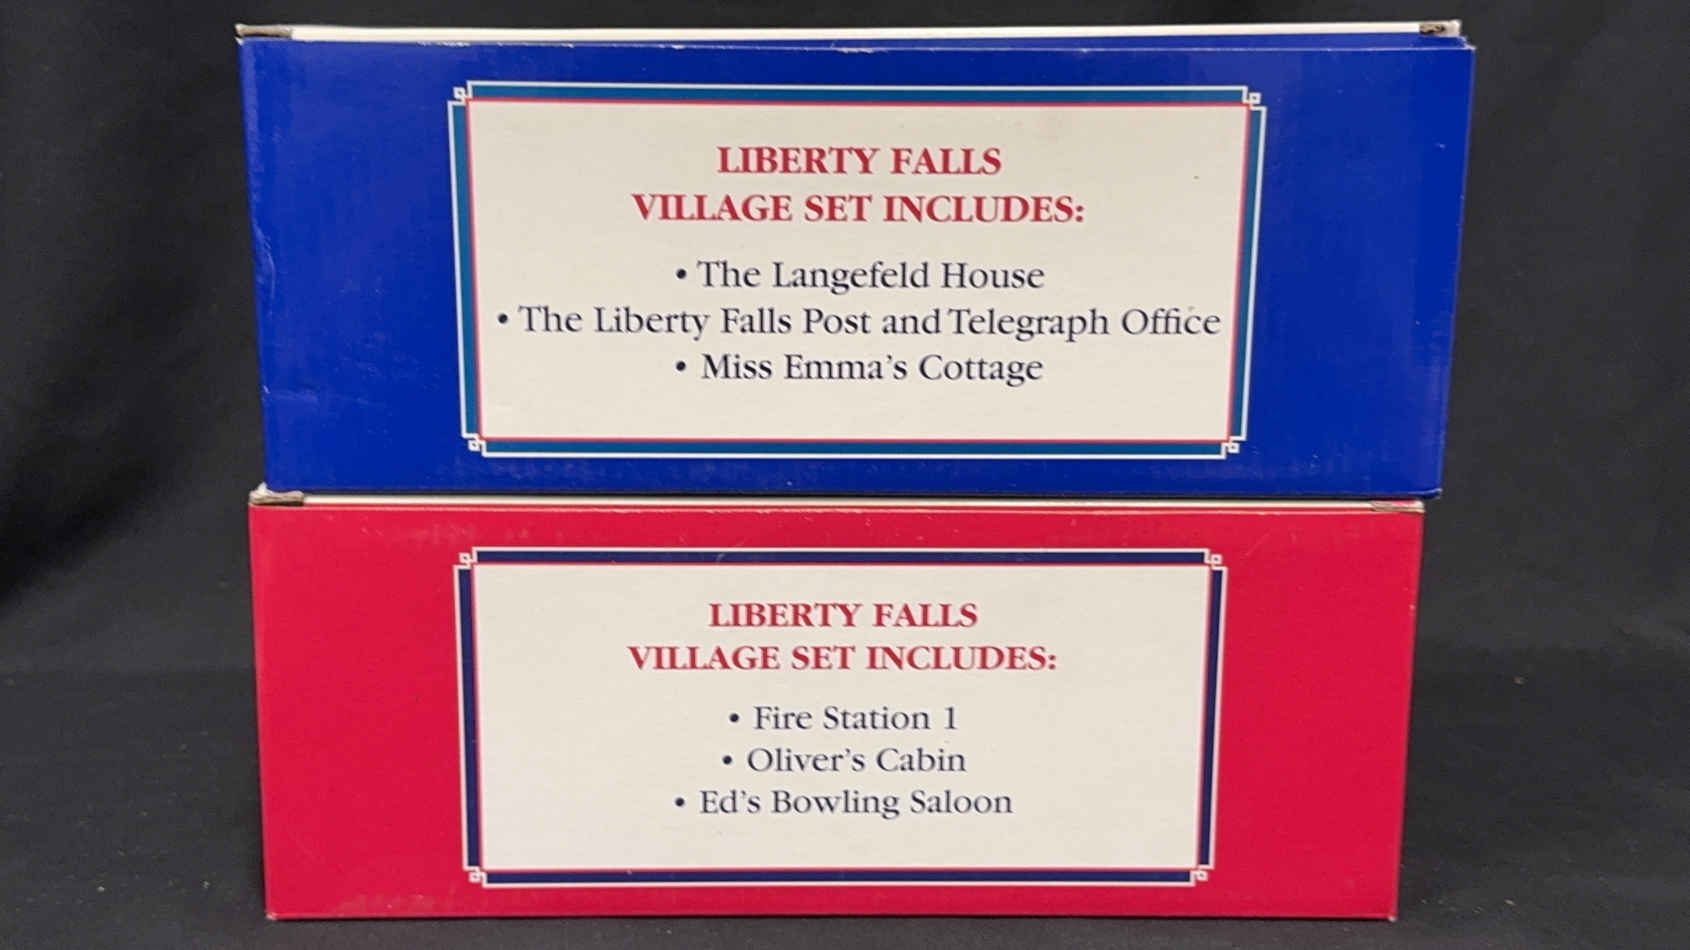 LIBERTY FALLS
VILLAGE SET INCLUDES:
• The Langefeld House
• The Liberty Falls Post and Telegraph Office
• Miss Emma's Cottage
LIBERTY FALLS
VILLAGE SET INCLUDES:
• Fire Station 1
• Oliver's Cabin
• Ed's Bowling Saloon